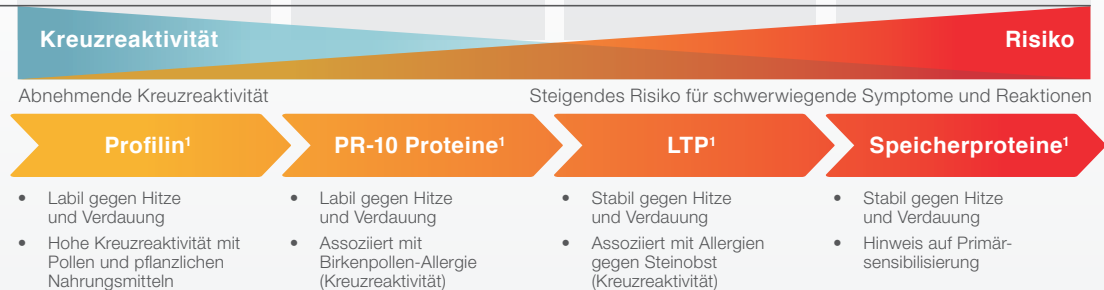 Kreuzreaktivität
Risiko
Abnehmende Kreuzreaktivität
Steigendes Risiko für schwerwiegende Symptome und Reaktionen
Profilin¹
PR-10 Proteine¹
LTP¹
Speicherproteine¹
• Labil gegen Hitze
und Verdauung
• Hohe Kreuzreaktivität mit
Pollen und pflanzlichen
Nahrungsmitteln
• Labil gegen Hitze
und Verdauung
• Assoziiert mit
Birkenpollen-Allergie
(Kreuzreaktivität)
• Stabil gegen Hitze
und Verdauung
• Assoziiert mit Allergien
gegen Steinobst
(Kreuzreaktivität)
• Stabil gegen Hitze
und Verdauung
• Hinweis auf Primär-
sensibilisierung